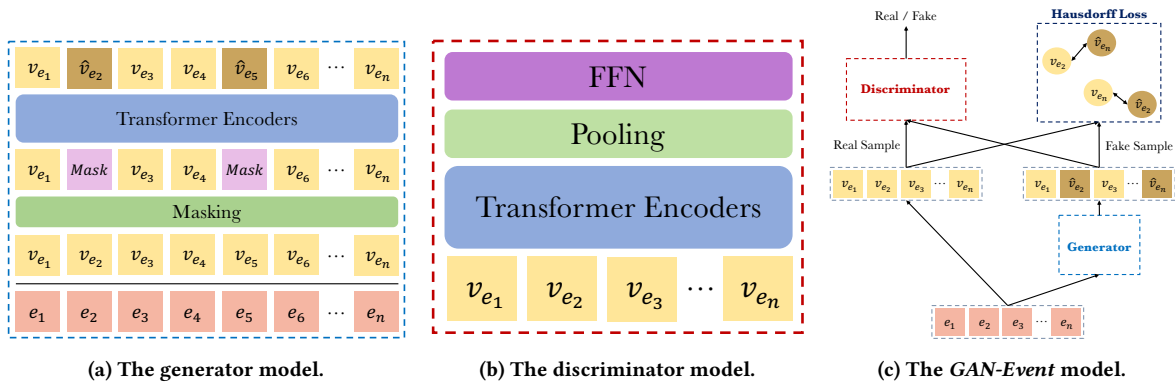 v_{e_1} v̂_{e_2} v_{e_3} v_{e_4} v̂_{e_5} v_{e_6} ⋯ v_{e_n}
Transformer Encoders
v_{e_1} Mask v_{e_3} v_{e_4} Mask v_{e_6} ⋯ v_{e_n}
Masking
v_{e_1} v_{e_2} v_{e_3} v_{e_4} v_{e_5} v_{e_6} ⋯ v_{e_n}
e_1 e_2 e_3 e_4 e_5 e_6 ⋯ e_n
(a) The generator model.
FFN
Pooling
Transformer Encoders
v_{e_1} v_{e_2} v_{e_3} ⋯ v_{e_n}
(b) The discriminator model.
Real / Fake
Hausdorff Loss
v_{e_2} v̂_{e_n}
v_{e_n} v̂_{e_2}
Discriminator
Real Sample
Fake Sample
v_{e_1} v_{e_2} v_{e_3} ⋯ v_{e_n}
v_{e_1} v̂_{e_2} v_{e_3} ⋯ v̂_{e_n}
Generator
e_1 e_2 e_3 ⋯ e_n
(c) The GAN-Event model.